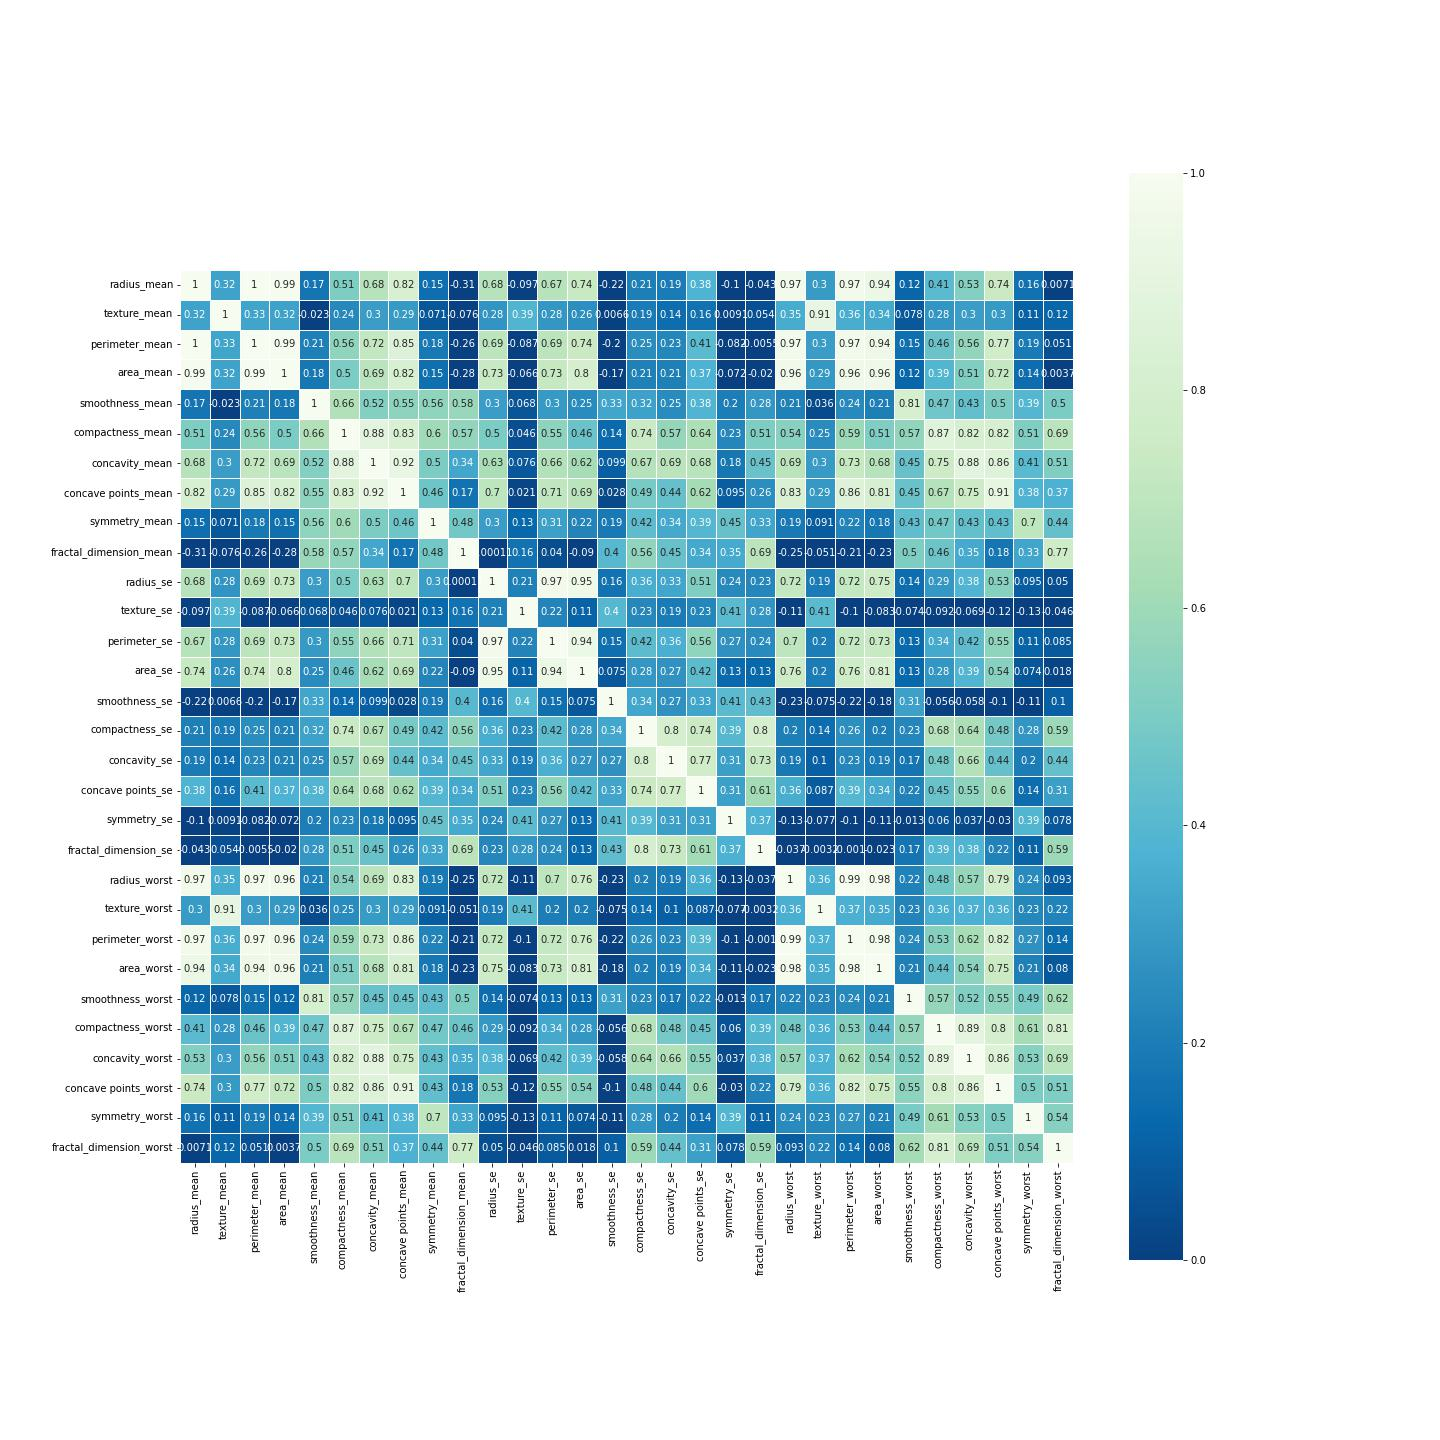 radius_mean 1 0.32 1 0.99 0.17 0.51 0.68 0.82 0.15 -0.31 0.68 -0.097 0.67 0.74 -0.22 0.21 0.19 0.38 -0.1 -0.043 0.97 0.3 0.97 0.94 0.12 0.41 0.53 0.74 0.16 0.0071
texture_mean 0.32 1 0.33 0.32 -0.023 0.24 0.3 0.29 0.071 -0.076 0.28 0.39 0.28 0.26 0.0066 0.19 0.14 0.16 0.0091 0.054 0.35 0.91 0.36 0.34 0.078 0.28 0.3 0.3 0.11 0.12
perimeter_mean 1 0.33 1 0.99 0.21 0.56 0.72 0.85 0.18 -0.26 0.69 -0.087 0.69 0.74 -0.2 0.25 0.23 0.41 -0.082 -0.0055 0.97 0.3 0.97 0.94 0.15 0.46 0.56 0.77 0.19 0.051
area_mean 0.99 0.32 0.99 1 0.18 0.5 0.69 0.82 0.15 -0.28 0.73 -0.066 0.73 0.8 -0.17 0.21 0.21 0.37 -0.072 -0.02 0.96 0.29 0.96 0.96 0.12 0.39 0.51 0.72 0.14 0.0037
smoothness_mean 0.17 -0.023 0.21 0.18 1 0.66 0.52 0.55 0.56 0.58 0.3 0.068 0.3 0.25 0.33 0.32 0.25 0.38 0.2 0.28 0.21 0.036 0.24 0.21 0.81 0.47 0.43 0.5 0.39 0.5
compactness_mean 0.51 0.24 0.56 0.5 0.66 1 0.88 0.83 0.6 0.57 0.5 0.046 0.55 0.46 0.14 0.74 0.57 0.64 0.23 0.51 0.54 0.25 0.59 0.51 0.57 0.87 0.82 0.82 0.51 0.69
concavity_mean 0.68 0.3 0.72 0.69 0.52 0.88 1 0.92 0.5 0.34 0.63 0.076 0.66 0.62 0.099 0.67 0.69 0.68 0.18 0.45 0.69 0.3 0.73 0.68 0.45 0.75 0.88 0.86 0.41 0.51
concave points_mean 0.82 0.29 0.85 0.82 0.55 0.83 0.92 1 0.46 0.17 0.7 0.021 0.71 0.69 0.028 0.49 0.44 0.62 0.095 0.26 0.83 0.29 0.86 0.81 0.45 0.67 0.75 0.91 0.38 0.37
symmetry_mean 0.15 0.071 0.18 0.15 0.56 0.6 0.5 0.46 1 0.48 0.3 0.13 0.31 0.22 0.19 0.42 0.34 0.39 0.45 0.33 0.19 0.091 0.22 0.18 0.43 0.47 0.43 0.43 0.7 0.44
fractal_dimension_mean -0.31 -0.076 -0.26 -0.28 0.58 0.57 0.34 0.17 0.48 1 .00011 0.16 0.04 -0.09 0.4 0.56 0.45 0.34 0.35 0.69 -0.25 -0.051 -0.21 -0.23 0.5 0.46 0.35 0.18 0.33 0.77
radius_se 0.68 0.28 0.69 0.73 0.3 0.5 0.63 0.7 0.3 0.0001 1 0.21 0.97 0.95 0.16 0.36 0.33 0.51 0.24 0.23 0.72 0.19 0.72 0.75 0.14 0.29 0.38 0.53 0.095 0.05
texture_se -0.097 0.39 -0.087 -0.066 0.068 0.046 0.076 0.021 0.13 0.16 0.21 1 0.22 0.11 0.4 0.23 0.19 0.23 0.41 0.28 -0.11 0.41 -0.1 -0.083 -0.074 -0.092 -0.069 -0.12 -0.13 -0.046
perimeter_se 0.67 0.28 0.69 0.73 0.3 0.55 0.66 0.71 0.31 0.04 0.97 0.22 1 0.94 0.15 0.42 0.36 0.56 0.27 0.24 0.7 0.2 0.72 0.73 0.13 0.34 0.42 0.55 0.11 0.085
area_se 0.74 0.26 0.74 0.8 0.25 0.46 0.62 0.69 0.22 -0.09 0.95 0.11 0.94 1 0.075 0.28 0.27 0.42 0.13 0.13 0.76 0.2 0.76 0.81 0.13 0.28 0.39 0.54 0.074 0.018
smoothness_se -0.22 0.0066 -0.2 -0.17 0.33 0.14 0.099 0.028 0.19 0.4 0.16 0.4 0.15 0.075 1 0.34 0.27 0.33 0.41 0.43 -0.23 -0.075 -0.22 -0.18 0.31 -0.056 -0.058 -0.1 -0.11 0.1
compactness_se 0.21 0.19 0.25 0.21 0.32 0.74 0.67 0.49 0.42 0.56 0.36 0.23 0.42 0.28 0.34 1 0.8 0.74 0.39 0.8 0.2 0.14 0.26 0.2 0.23 0.68 0.64 0.48 0.28 0.59
concavity_se 0.19 0.14 0.23 0.21 0.25 0.57 0.69 0.44 0.34 0.45 0.33 0.19 0.36 0.27 0.27 0.8 1 0.77 0.31 0.73 0.19 0.1 0.23 0.19 0.17 0.48 0.66 0.44 0.2 0.44
concave points_se 0.38 0.16 0.41 0.37 0.38 0.64 0.68 0.62 0.39 0.34 0.51 0.23 0.56 0.42 0.33 0.74 0.77 1 0.31 0.61 0.36 0.087 0.39 0.34 0.22 0.45 0.55 0.6 0.14 0.31
symmetry_se -0.1 0.0091 -0.082 -0.072 0.2 0.23 0.18 0.095 0.45 0.35 0.24 0.41 0.27 0.13 0.41 0.39 0.31 0.31 1 0.37 -0.13 -0.077 -0.1 -0.11 -0.013 0.06 0.037 -0.03 0.39 0.078
fractal_dimension_se -0.043 0.054 -0.0055 -0.02 0.28 0.51 0.45 0.26 0.33 0.69 0.23 0.28 0.24 0.13 0.43 0.8 0.73 0.61 0.37 1 -0.037 -0.0032 -0.001 -0.023 0.17 0.39 0.38 0.22 0.11 0.59
radius_worst 0.97 0.35 0.97 0.96 0.21 0.54 0.69 0.83 0.19 -0.25 0.72 -0.11 0.7 0.76 -0.23 0.2 0.19 0.36 -0.13 -0.037 1 0.36 0.99 0.98 0.22 0.48 0.57 0.79 0.24 0.093
texture_worst 0.3 0.91 0.3 0.29 0.036 0.25 0.3 0.29 0.091 -0.051 0.19 0.41 0.2 0.2 -0.075 0.14 0.1 0.087 -0.077 -0.0032 0.36 1 0.37 0.35 0.23 0.36 0.37 0.36 0.23 0.22
perimeter_worst 0.97 0.36 0.97 0.96 0.24 0.59 0.73 0.86 0.22 -0.21 0.72 -0.1 0.72 0.76 -0.22 0.26 0.23 0.39 -0.1 -0.001 0.99 0.37 1 0.98 0.24 0.53 0.62 0.82 0.27 0.14
area_worst 0.94 0.34 0.94 0.96 0.21 0.51 0.68 0.81 0.18 -0.23 0.75 -0.083 0.73 0.81 -0.18 0.2 0.19 0.34 -0.11 -0.023 0.98 0.35 0.98 1 0.21 0.44 0.54 0.75 0.21 0.08
smoothness_worst 0.12 0.078 0.15 0.12 0.81 0.57 0.45 0.45 0.43 0.5 0.14 -0.074 0.13 0.13 0.31 0.23 0.17 0.22 -0.013 0.17 0.22 0.23 0.24 0.21 1 0.57 0.52 0.55 0.49 0.62
compactness_worst 0.41 0.28 0.46 0.39 0.47 0.87 0.75 0.67 0.47 0.46 0.29 -0.092 0.34 0.28 -0.056 0.68 0.48 0.45 0.06 0.39 0.48 0.36 0.53 0.44 0.57 1 0.89 0.8 0.61 0.81
concavity_worst 0.53 0.3 0.56 0.51 0.43 0.82 0.88 0.75 0.43 0.35 0.38 -0.069 0.42 0.39 -0.058 0.64 0.66 0.55 0.037 0.38 0.57 0.37 0.62 0.54 0.52 0.89 1 0.86 0.53 0.69
concave points_worst 0.74 0.3 0.77 0.72 0.5 0.82 0.86 0.91 0.43 0.18 0.53 -0.12 0.55 0.54 -0.1 0.48 0.44 0.6 -0.03 0.22 0.79 0.36 0.82 0.75 0.55 0.8 0.86 1 0.5 0.51
symmetry_worst 0.16 0.11 0.19 0.14 0.39 0.51 0.41 0.38 0.7 0.33 0.095 -0.13 0.11 0.074 -0.11 0.28 0.2 0.14 0.39 0.11 0.24 0.23 0.27 0.21 0.49 0.61 0.53 0.5 1 0.54
fractal_dimension_worst 0.0071 0.12 0.051 0.0037 0.5 0.69 0.51 0.37 0.44 0.77 0.05 -0.046 0.085 0.018 0.1 0.59 0.44 0.31 0.078 0.59 0.093 0.22 0.14 0.08 0.62 0.81 0.69 0.51 0.54 1
radius_mean
texture_mean
perimeter_mean
area_mean
smoothness_mean
compactness_mean
concavity_mean
concave points_mean
symmetry_mean
fractal_dimension_mean
radius_se
texture_se
perimeter_se
area_se
smoothness_se
compactness_se
concavity_se
concave points_se
symmetry_se
fractal_dimension_se
radius_worst
texture_worst
perimeter_worst
area_worst
smoothness_worst
compactness_worst
concavity_worst
concave points_worst
symmetry_worst
fractal_dimension_worst
1.0
0.8
0.6
0.4
0.2
0.0